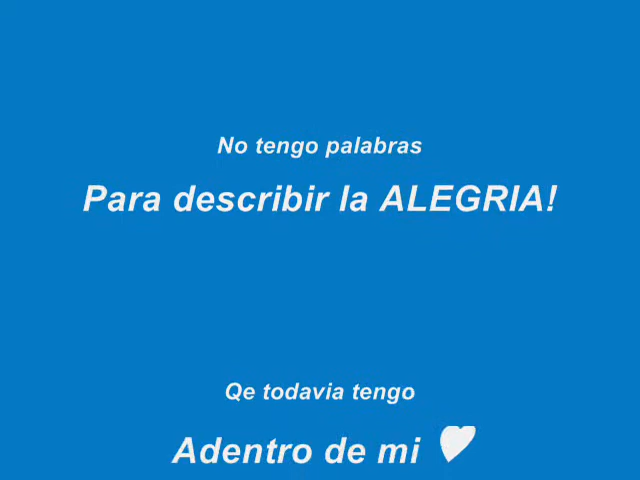 No tengo palabras
Para describir la ALEGRIA!
Qe todavia tengo
Adentro de mi ♥